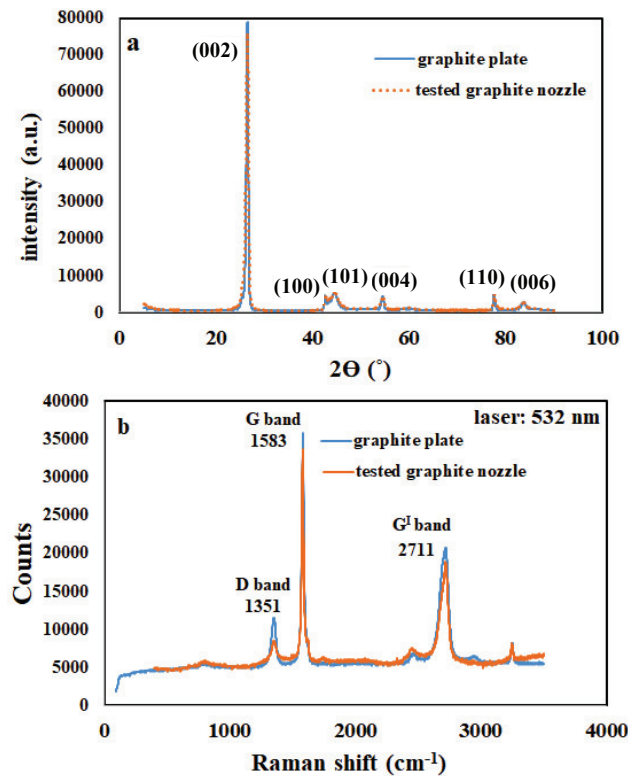 80000
a
graphite plate
70000
(002)
tested graphite nozzle
60000
50000
40000
30000
20000
10000
0
intensity (a.u.)
(100)
(101)
(004)
(110)
(006)
0
20
40
60
80
100
2Ɵ (°)
40000
b
G band
1583
laser: 532 nm
35000
graphite plate
tested graphite nozzle
30000
25000
20000
15000
10000
5000
0
Counts
D band
1351
Gᴵ band
2711
0
1000
2000
3000
4000
Raman shift (cm⁻¹)